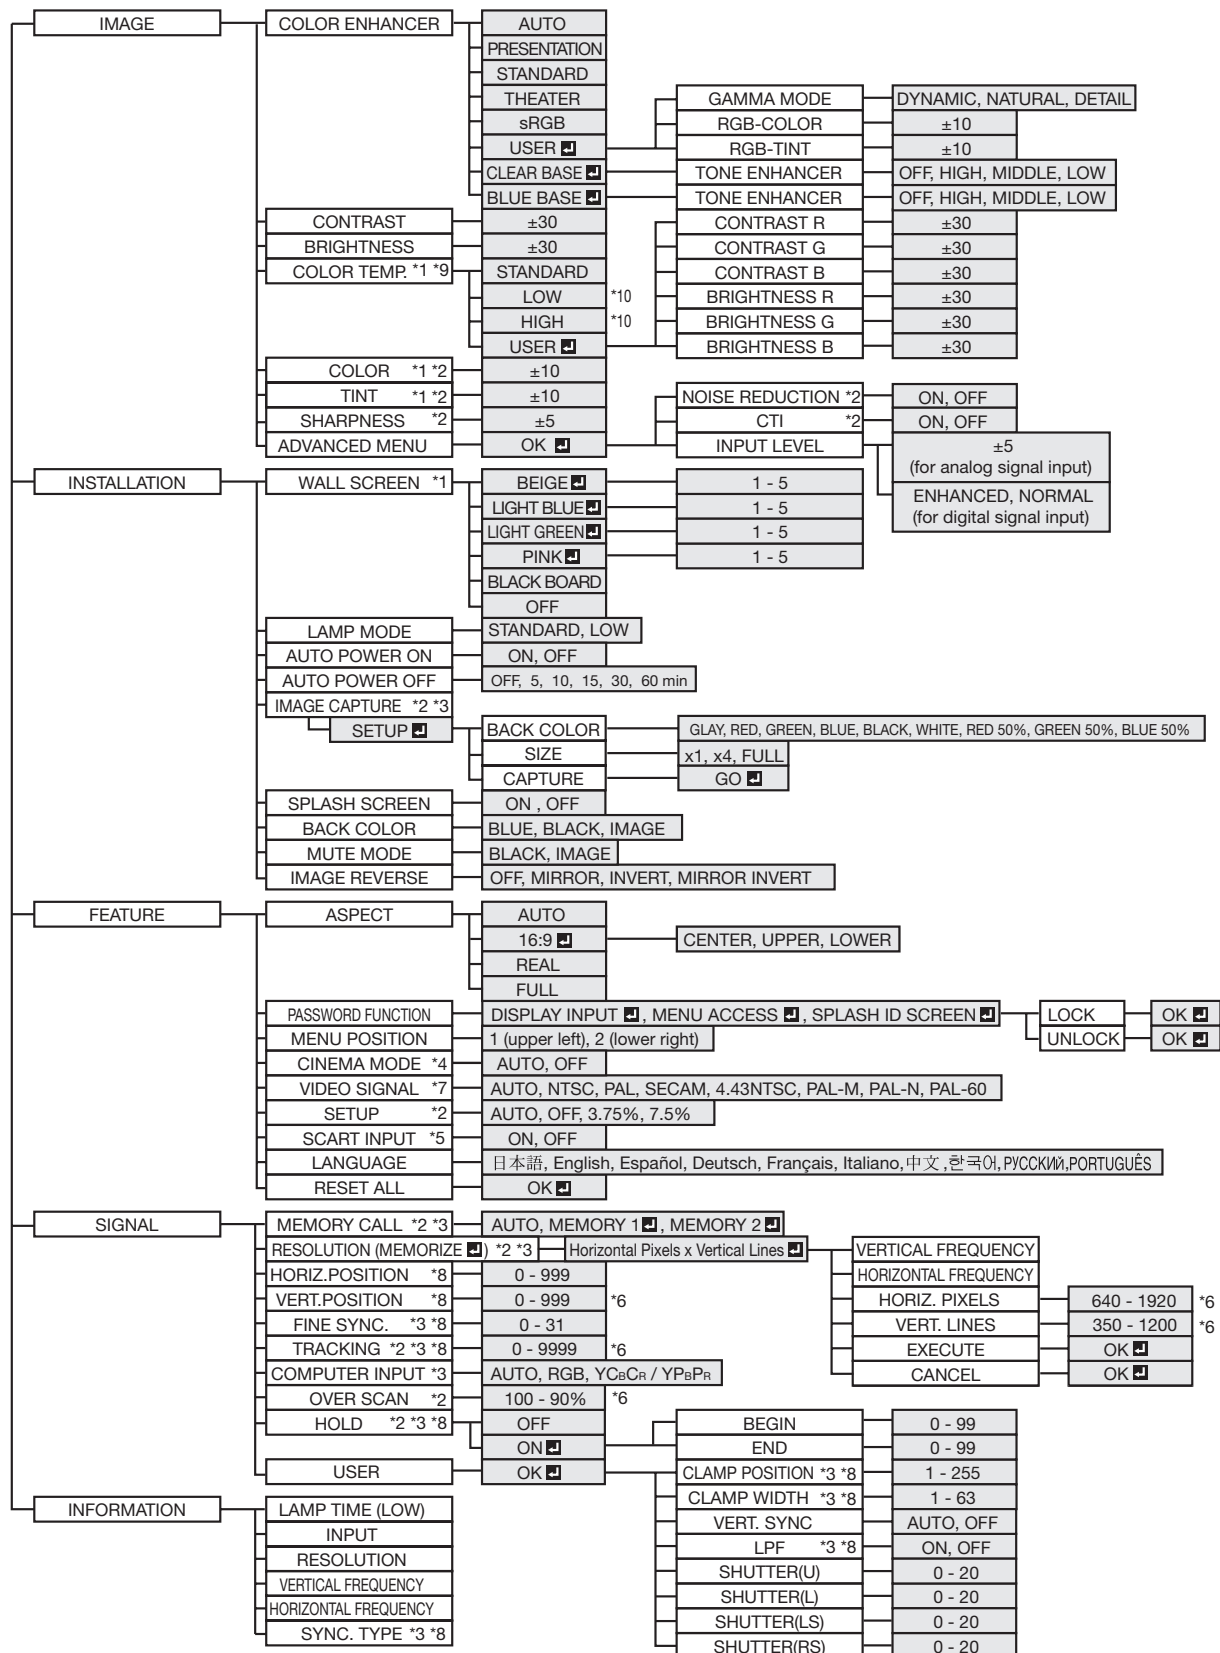 IMAGE COLOR ENHANCER AUTO
PRESENTATION
STANDARD
THEATER GAMMA MODE DYNAMIC, NATURAL, DETAIL
sRGB RGB-COLOR ±10
USER RGB-TINT ±10
CLEAR BASE TONE ENHANCER OFF, HIGH, MIDDLE, LOW
BLUE BASE TONE ENHANCER OFF, HIGH, MIDDLE, LOW
CONTRAST ±30 CONTRAST R ±30
BRIGHTNESS ±30 CONTRAST G ±30
COLOR TEMP. *1 *9 STANDARD CONTRAST B ±30
LOW *10 BRIGHTNESS R ±30
HIGH *10 BRIGHTNESS G ±30
USER BRIGHTNESS B ±30
COLOR *1 *2 ±10
TINT *1 *2 ±10 NOISE REDUCTION *2 ON, OFF
SHARPNESS *2 ±5 CTI *2 ON, OFF
ADVANCED MENU OK INPUT LEVEL ±5
(for analog signal input)
INSTALLATION WALL SCREEN *1 BEIGE 1 - 5
ENHANCED, NORMAL
LIGHT BLUE 1 - 5
(for digital signal input)
LIGHT GREEN 1 - 5
PINK 1 - 5
BLACK BOARD
OFF
LAMP MODE STANDARD, LOW
AUTO POWER ON ON, OFF
AUTO POWER OFF OFF, 5, 10, 15, 30, 60 min
IMAGE CAPTURE *2 *3
SETUP BACK COLOR GLAY, RED, GREEN, BLUE, BLACK, WHITE, RED 50%, GREEN 50%, BLUE 50%
SIZE x1, x4, FULL
CAPTURE GO
SPLASH SCREEN ON , OFF
BACK COLOR BLUE, BLACK, IMAGE
MUTE MODE BLACK, IMAGE
IMAGE REVERSE OFF, MIRROR, INVERT, MIRROR INVERT
FEATURE ASPECT AUTO
16:9 CENTER, UPPER, LOWER
REAL
FULL
PASSWORD FUNCTION DISPLAY INPUT , MENU ACCESS , SPLASH ID SCREEN LOCK OK
MENU POSITION 1 (upper left), 2 (lower right) UNLOCK OK
CINEMA MODE *4 AUTO, OFF
VIDEO SIGNAL *7 AUTO, NTSC, PAL, SECAM, 4.43NTSC, PAL-M, PAL-N, PAL-60
SETUP *2 AUTO, OFF, 3.75%, 7.5%
SCART INPUT *5 ON, OFF
LANGUAGE 日本語, English, Español, Deutsch, Français, Italiano, 中文 , 한국어, РУССКИЙ, PORTUGUÊS
RESET ALL OK
SIGNAL MEMORY CALL *2 *3 AUTO, MEMORY 1 , MEMORY 2
RESOLUTION (MEMORIZE ) *2 *3 Horizontal Pixels x Vertical Lines VERTICAL FREQUENCY
HORIZ.POSITION *8 0 - 999 HORIZONTAL FREQUENCY
VERT.POSITION *8 0 - 999 *6 HORIZ. PIXELS 640 - 1920 *6
FINE SYNC. *3 *8 0 - 31 VERT. LINES 350 - 1200 *6
TRACKING *2 *3 *8 0 - 9999 *6 EXECUTE OK
COMPUTER INPUT *3 AUTO, RGB, YCBCR / YPBPR CANCEL OK
OVER SCAN *2 100 - 90% *6
HOLD *2 *3 *8 OFF BEGIN 0 - 99
ON END 0 - 99
USER OK CLAMP POSITION *3 *8 1 - 255
INFORMATION LAMP TIME (LOW) CLAMP WIDTH *3 *8 1 - 63
INPUT VERT. SYNC AUTO, OFF
RESOLUTION LPF *3 *8 ON, OFF
VERTICAL FREQUENCY SHUTTER(U) 0 - 20
HORIZONTAL FREQUENCY SHUTTER(L) 0 - 20
SYNC. TYPE *3 *8 SHUTTER(LS) 0 - 20
SHUTTER(RS) 0 - 20